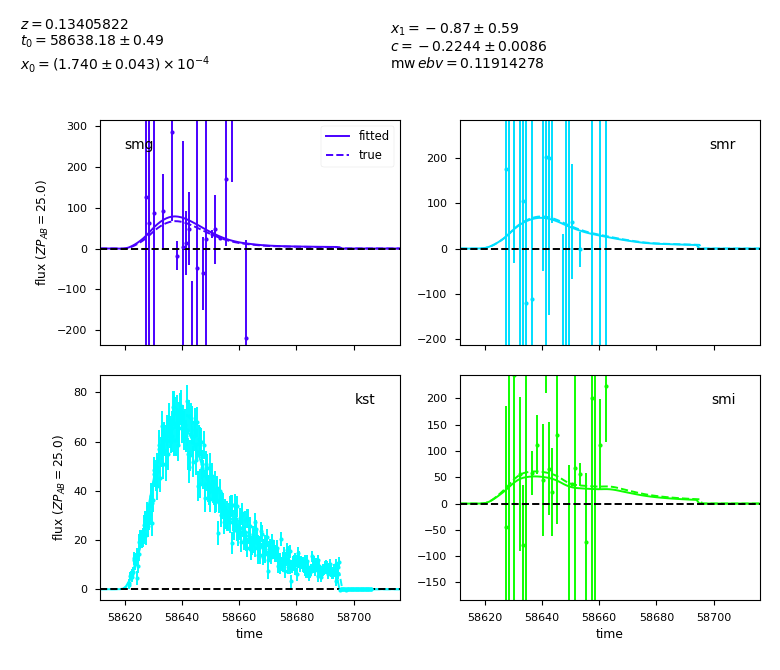 z = 0.13405822
t₀ = 58638.18 ± 0.49
x₀ = (1.740 ± 0.043) × 10⁻⁴
x₁ = −0.87 ± 0.59
c = −0.2244 ± 0.0086
mw ebv = 0.11914278
smg
fitted
true
flux (ZP_AB = 25.0)
300
200
100
0
−100
−200
smr
200
100
0
−100
−200
kst
flux (ZP_AB = 25.0)
80
60
40
20
0
58620 58640 58660 58680 58700
time
smi
200
150
100
50
0
−50
−100
−150
58620 58640 58660 58680 58700
time